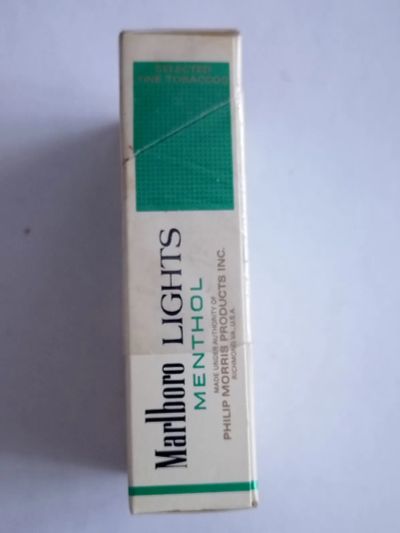 SELECTED
FINE TOBACCOS
Marlboro LIGHTS
MENTHOL
MADE UNDER AUTHORITY OF
PHILIP MORRIS PRODUCTS INC.
RICHMOND, VA., U.S.A.